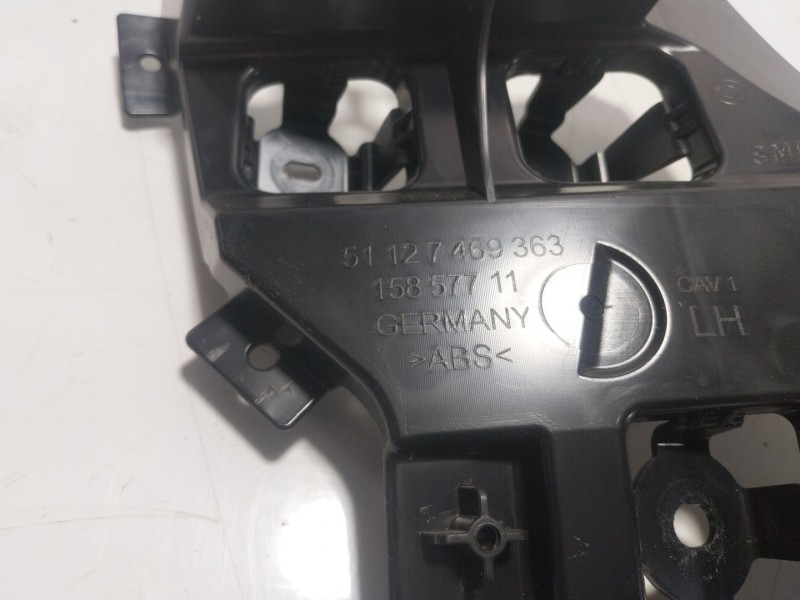 51 12 7 469 363
158 577 11
GERMANY
>ABS<
CAV 1
LH